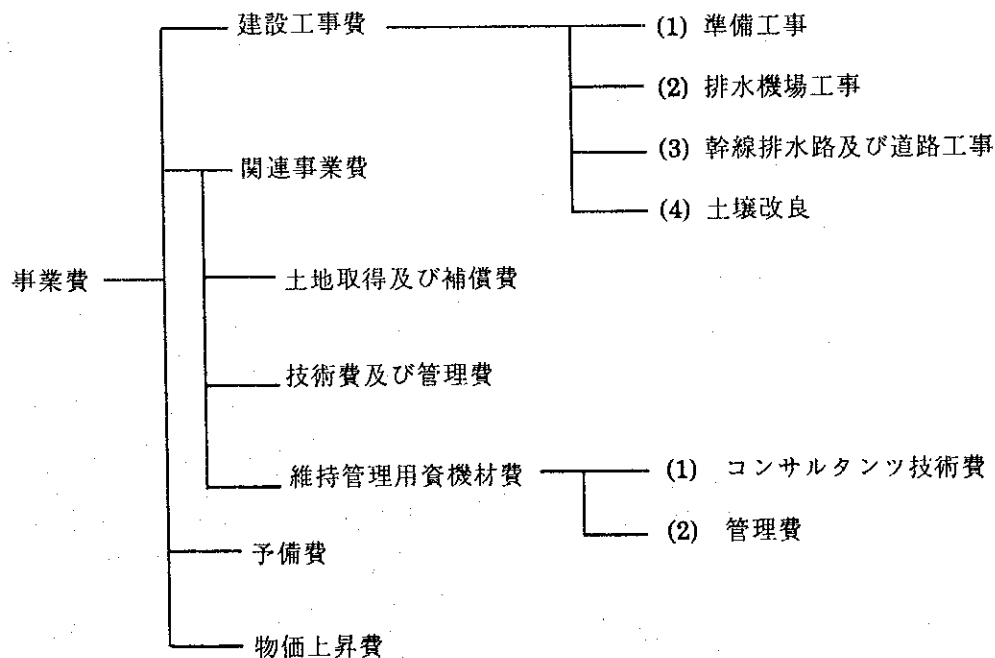 建設工事費
(1) 準備工事
(2) 排水機場工事
(3) 幹線排水路及び道路工事
(4) 土壌改良
関連事業費
事業費
土地取得及び補償費
技術費及び管理費
維持管理用資機材費
(1) コンサルタンツ技術費
(2) 管理費
予備費
物価上昇費